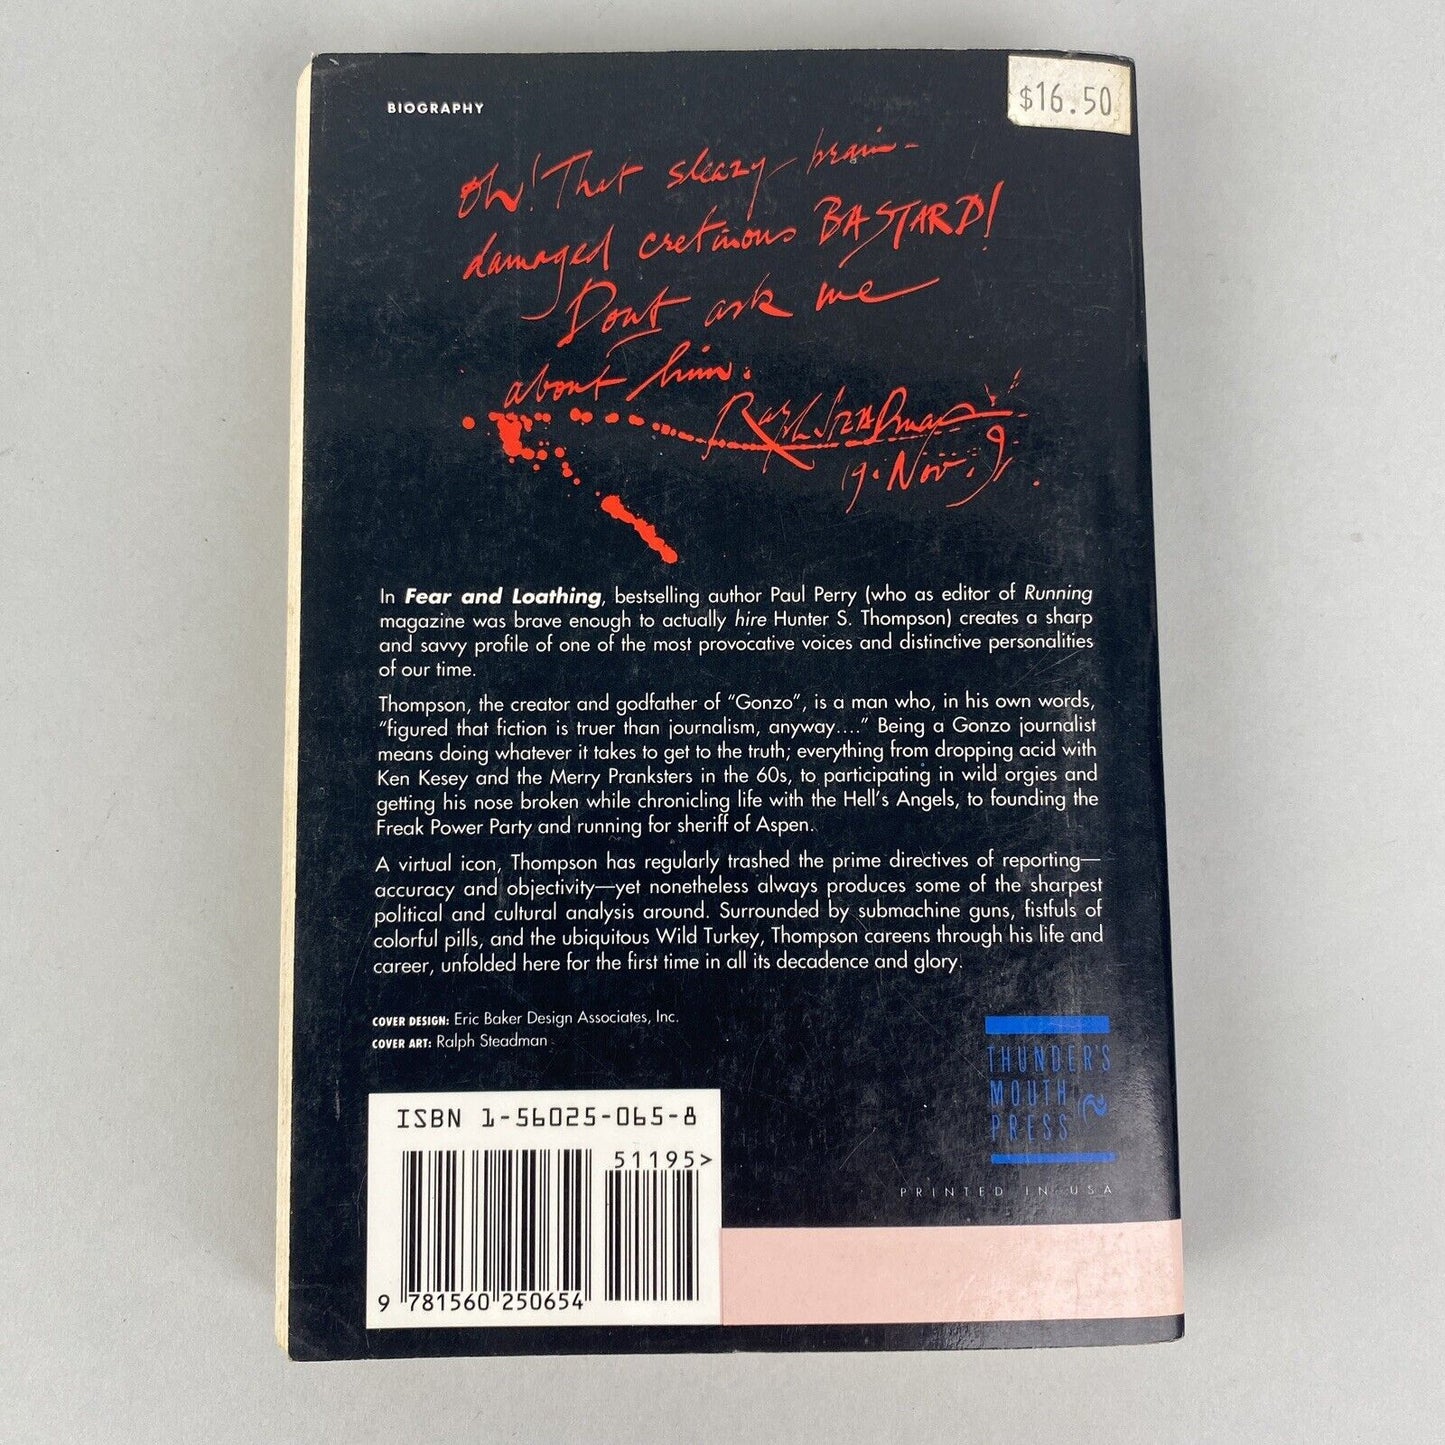 BIOGRAPHY
$16.50
Oh! That sleazy brain-
damaged cretinous BASTARD!
Dont ask me
about him.
Ralph STEADman
9. Nov. 9
In Fear and Loathing, bestselling author Paul Perry (who as editor of Running
magazine was brave enough to actually hire Hunter S. Thompson) creates a sharp
and savvy profile of one of the most provocative voices and distinctive personalities
of our time.
Thompson, the creator and godfather of "Gonzo", is a man who, in his own words,
"figured that fiction is truer than journalism, anyway...." Being a Gonzo journalist
means doing whatever it takes to get to the truth; everything from dropping acid with
Ken Kesey and the Merry Pranksters in the 60s, to participating in wild orgies and
getting his nose broken while chronicling life with the Hell's Angels, to founding the
Freak Power Party and running for sheriff of Aspen.
A virtual icon, Thompson has regularly trashed the prime directives of reporting—
accuracy and objectivity—yet nonetheless always produces some of the sharpest
political and cultural analysis around. Surrounded by submachine guns, fistfuls of
colorful pills, and the ubiquitous Wild Turkey, Thompson careens through his life and
career, unfolded here for the first time in all its decadence and glory.
COVER DESIGN: Eric Baker Design Associates, Inc.
COVER ART: Ralph Steadman
THUNDER'S
MOUTH
PRESS
PRINTED IN USA
ISBN 1-56025-065-8
51195>
9 781560 250654